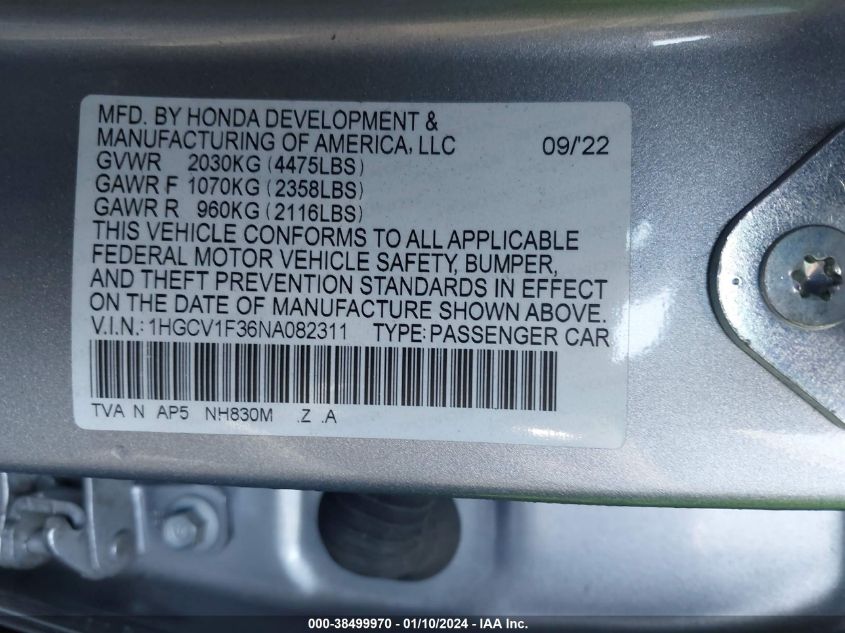 MFD. BY HONDA DEVELOPMENT &
MANUFACTURING OF AMERICA, LLC 09/'22
GVWR 2030KG (4475LBS)
GAWR F 1070KG (2358LBS)
GAWR R 960KG (2116LBS)
THIS VEHICLE CONFORMS TO ALL APPLICABLE
FEDERAL MOTOR VEHICLE SAFETY, BUMPER,
AND THEFT PREVENTION STANDARDS IN EFFECT
ON THE DATE OF MANUFACTURE SHOWN ABOVE.
V.I.N.: 1HGCV1F36NA082311 TYPE: PASSENGER CAR
TVA N AP5 NH830M .Z .A
000-38499970 - 01/10/2024 - IAA Inc.